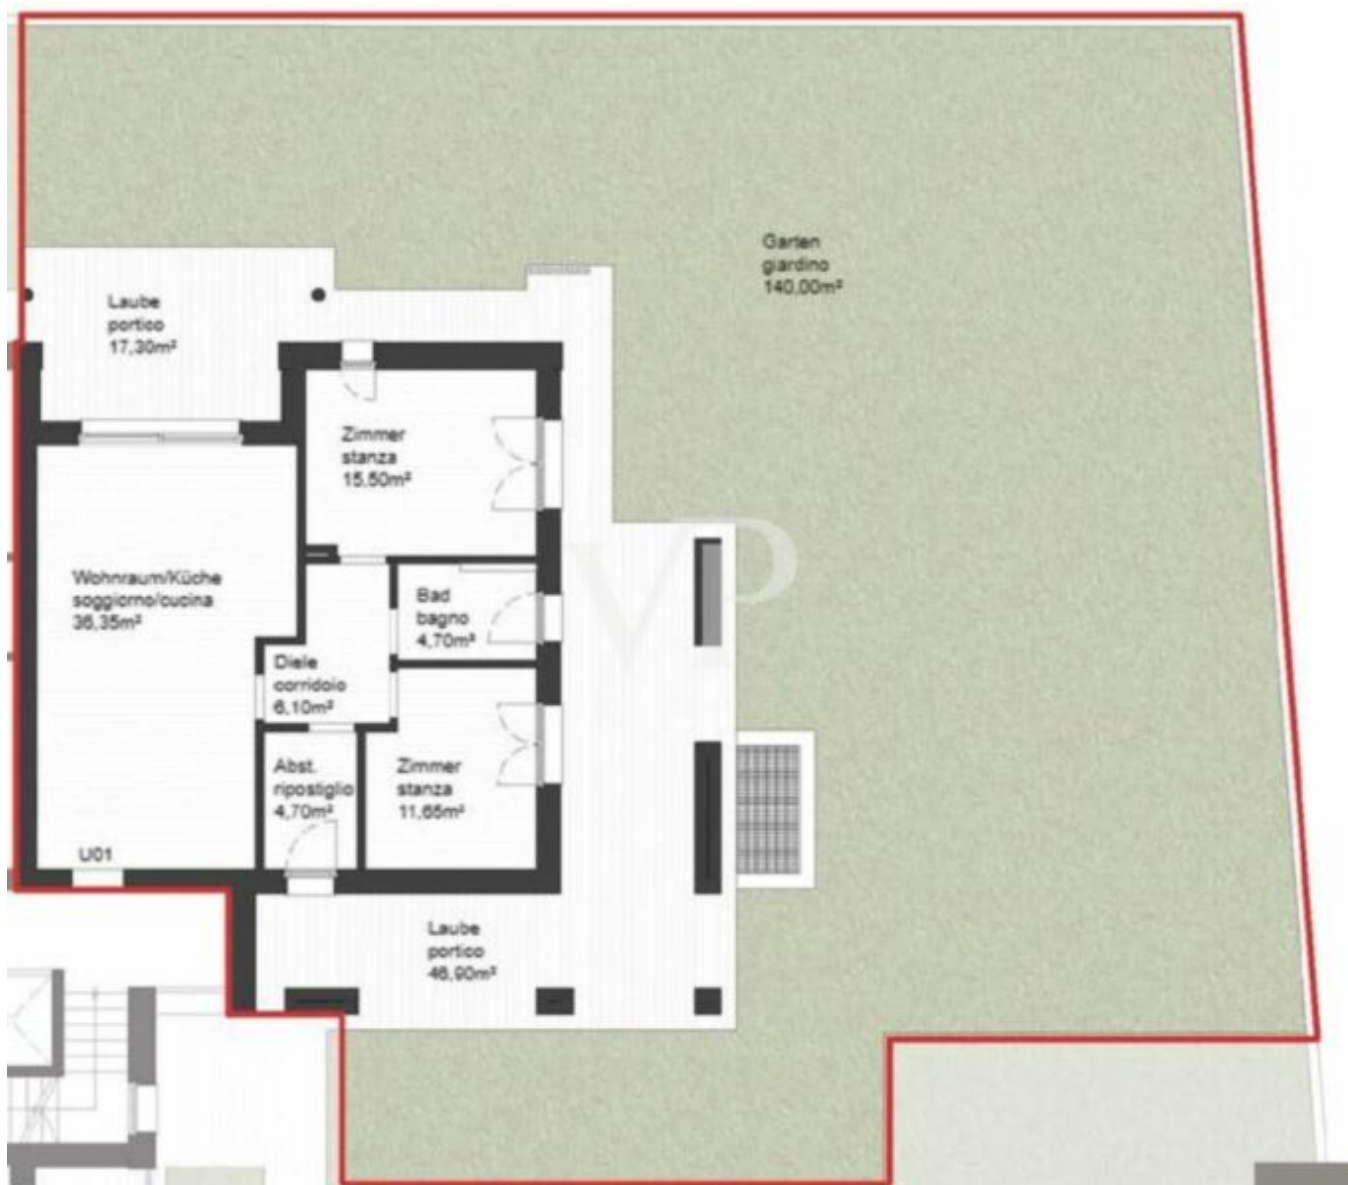 Garten
giardino
140,00m²
Laube
portico
17,30m²
Zimmer
stanza
15,50m²
Wohnraum/Küche
soggiorno/cucina
36,35m²
Bad
bagno
4,70m²
Diele
corridoio
6,10m²
Abst.
ripostiglio
4,70m²
Zimmer
stanza
11,65m²
U01
Laube
portico
46,90m²
VP